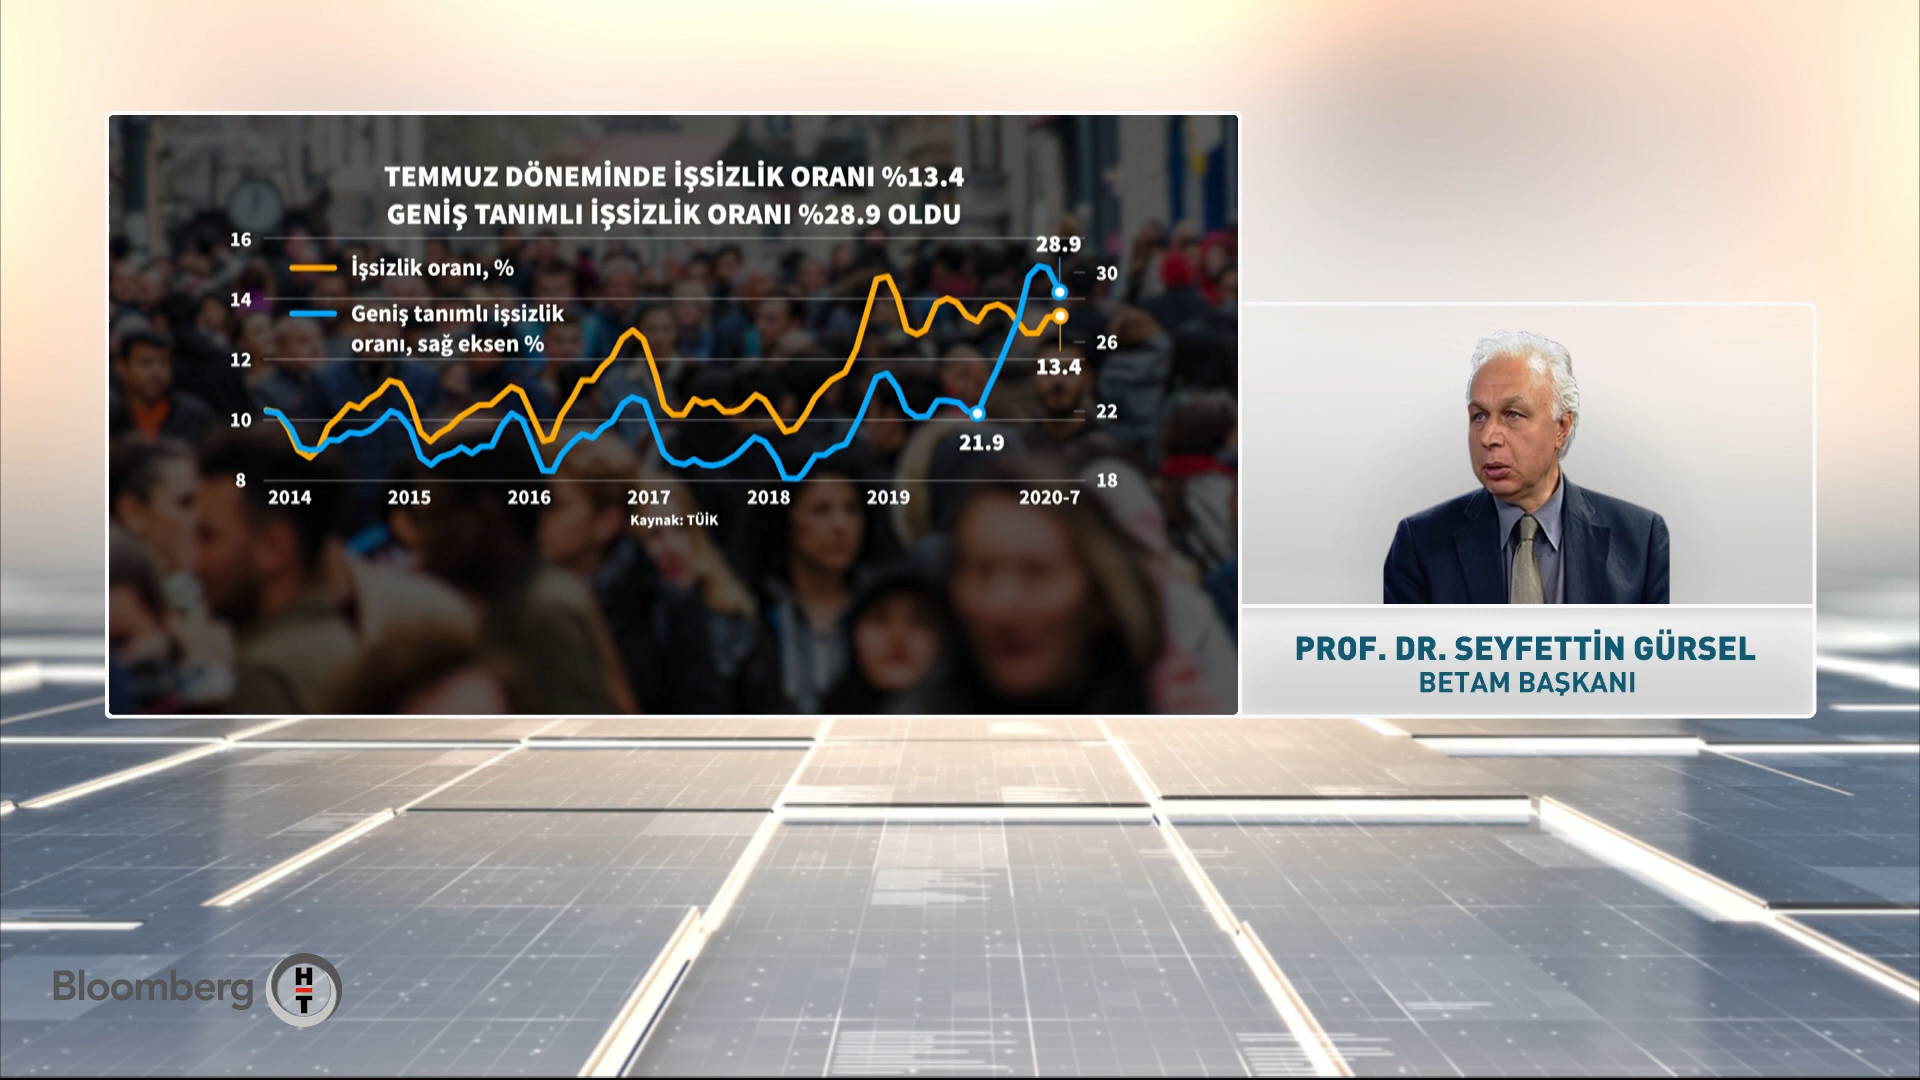 TEMMUZ DÖNEMİNDE İŞSİZLİK ORANI %13.4
GENİŞ TANIMLI İŞSİZLİK ORANI %28.9 OLDU
İşsizlik oranı, %
Geniş tanımlı işsizlik
oranı, sağ eksen %
16
14
12
10
8
28.9
30
26
13.4
22
21.9
18
2014 2015 2016 2017 2018 2019 2020-7
Kaynak: TÜİK
PROF. DR. SEYFETTİN GÜRSEL
BETAM BAŞKANI
Bloomberg HT